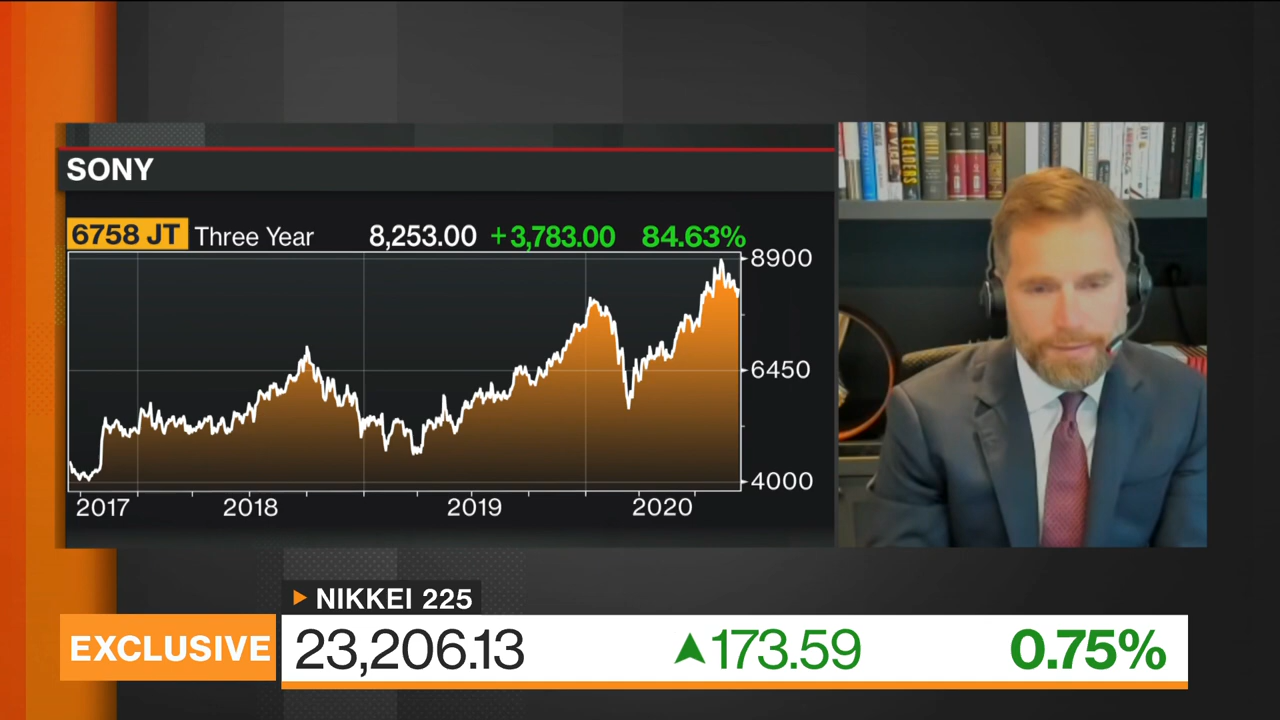 SONY
6758 JT Three Year 8,253.00 +3,783.00 84.63%
8900
6450
4000
2017 2018 2019 2020
LEADERS
NIKKEI 225
EXCLUSIVE 23,206.13 ▲173.59 0.75%